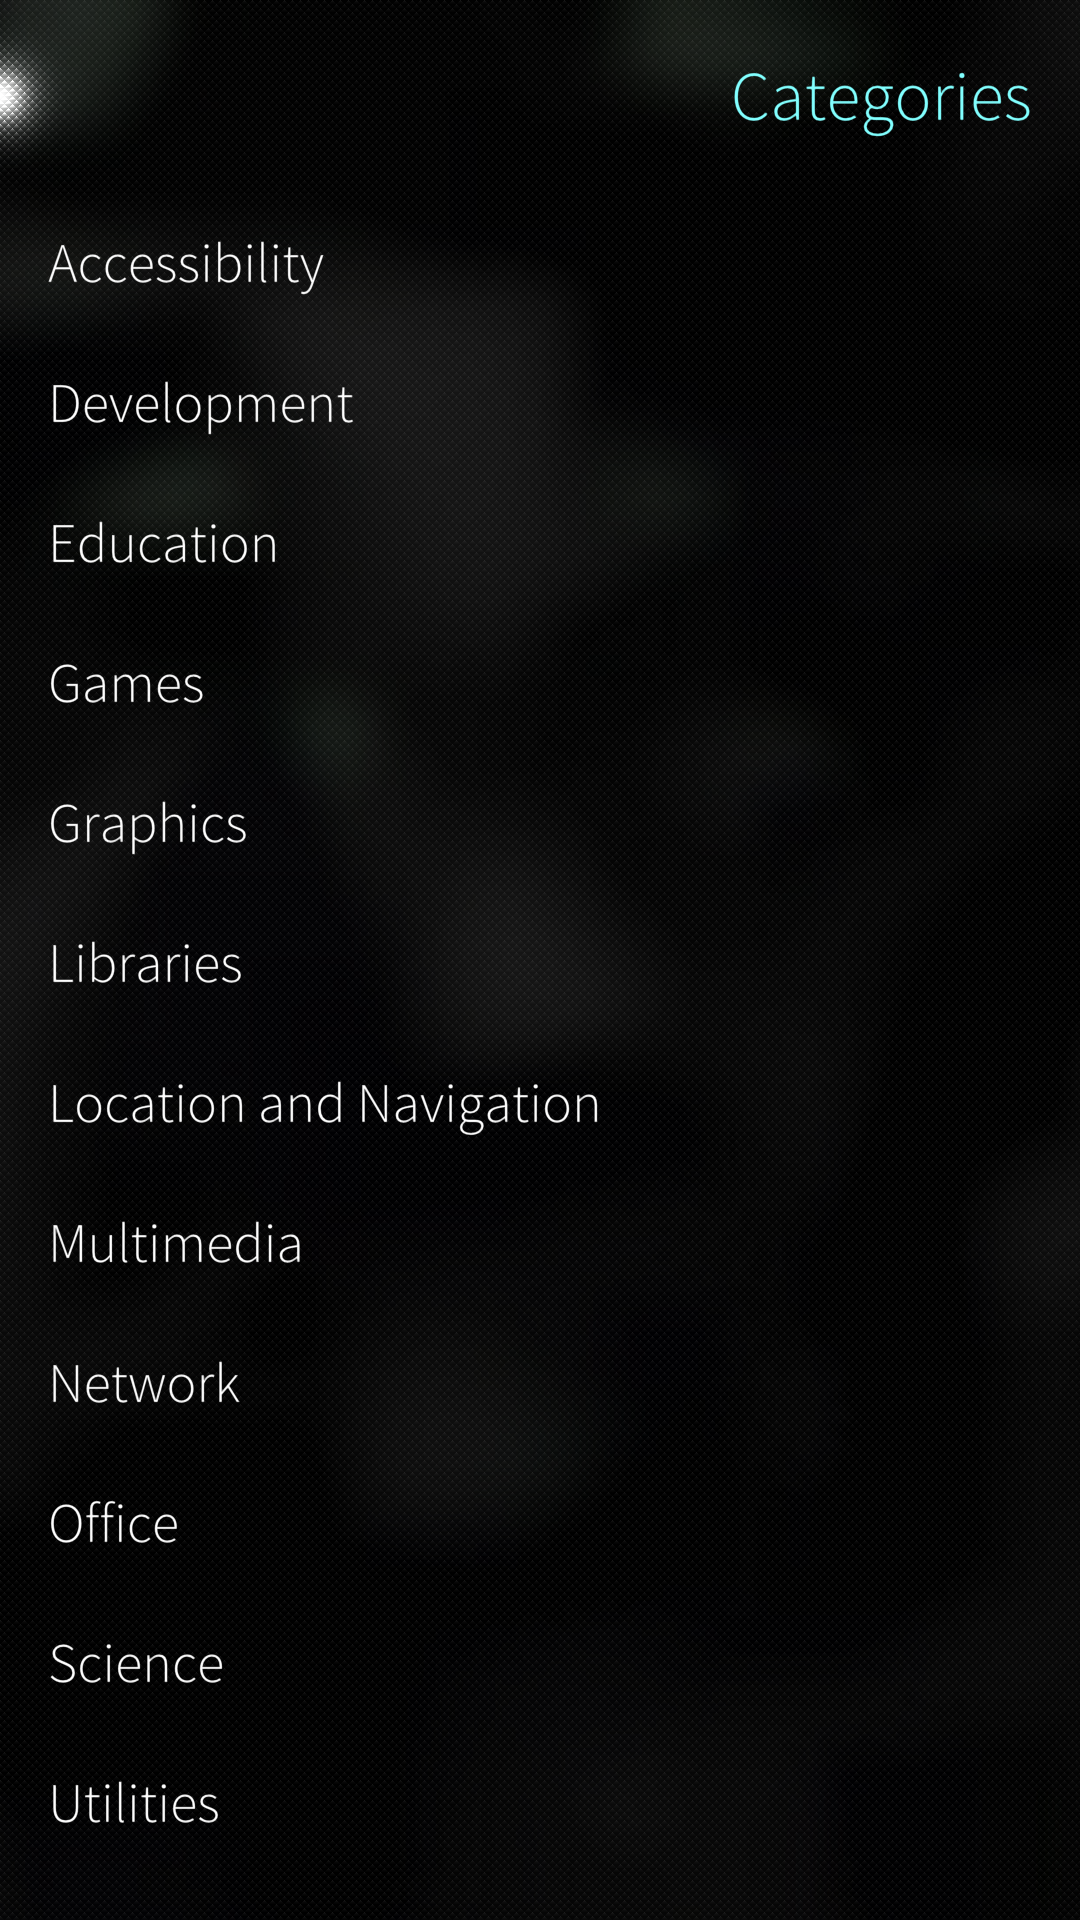 Categories
Accessibility
Development
Education
Games
Graphics
Libraries
Location and Navigation
Multimedia
Network
Office
Science
Utilities